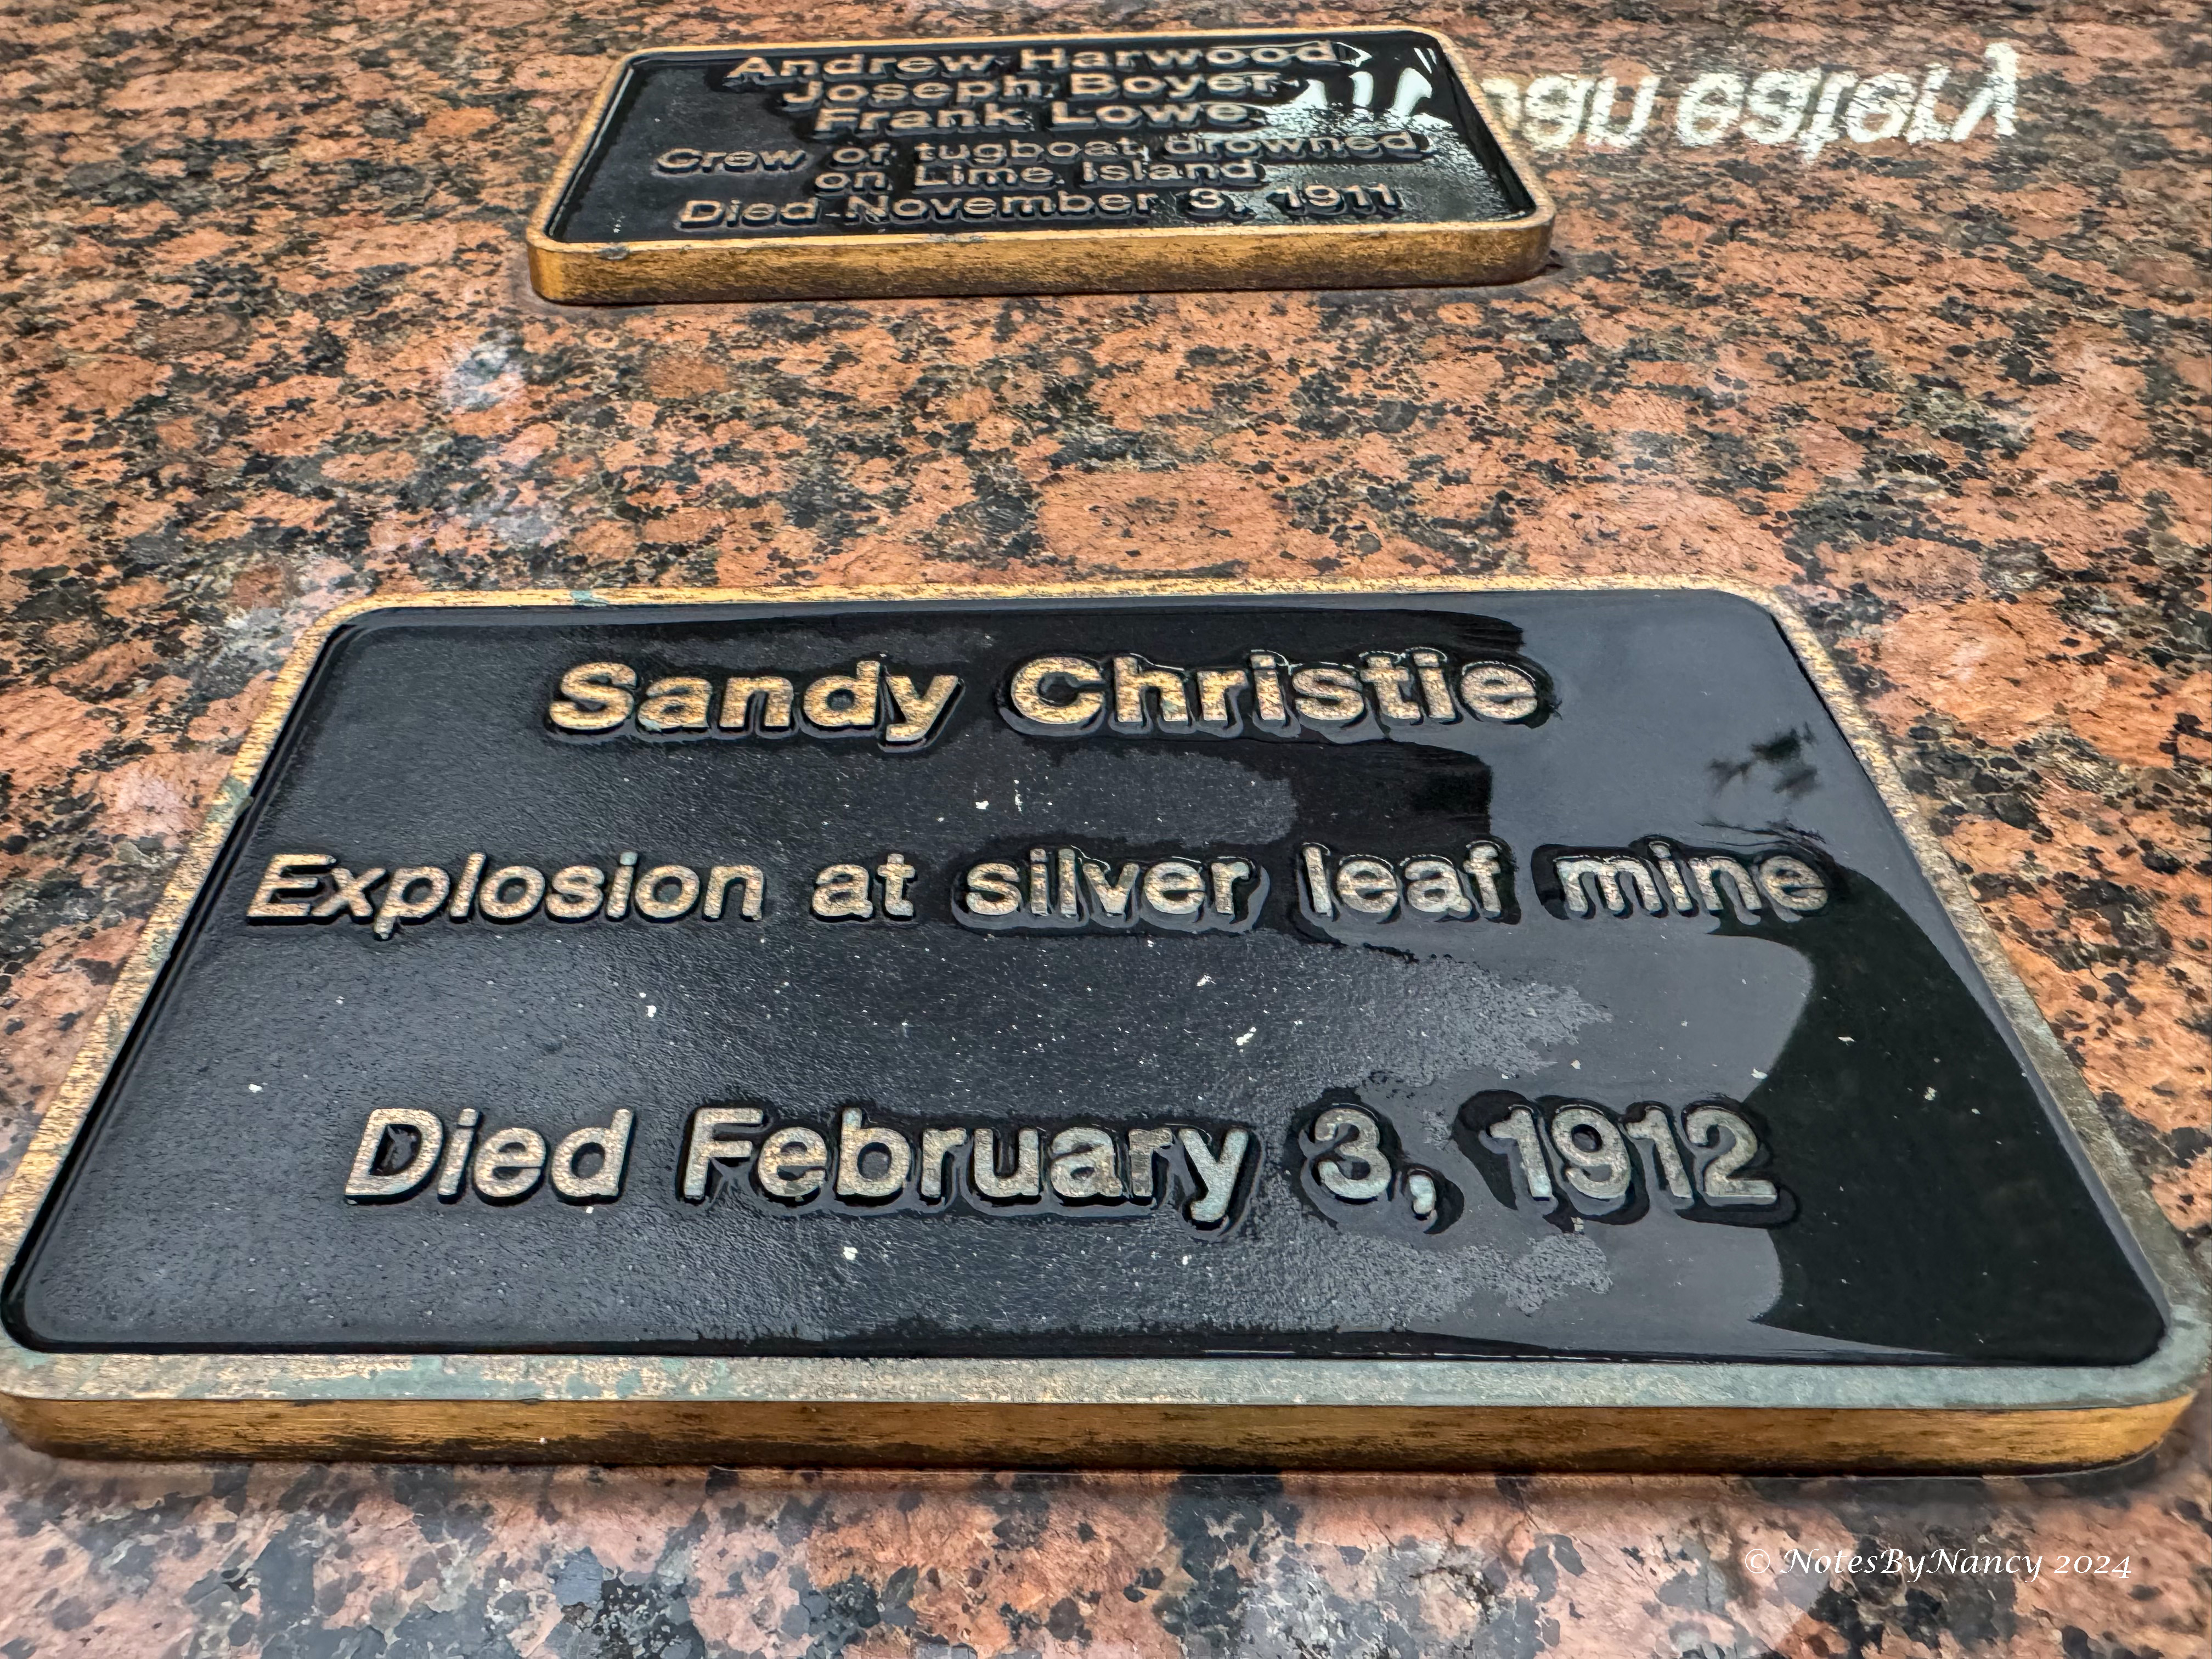 Andrew Harwood
Joseph Boyer
Frank Lowe
Crew of tugboat drowned
on Lime Island
Died November 3, 1911
Sandy Christie
Explosion at silver leaf mine
Died February 3, 1912
© NotesByNancy 2024